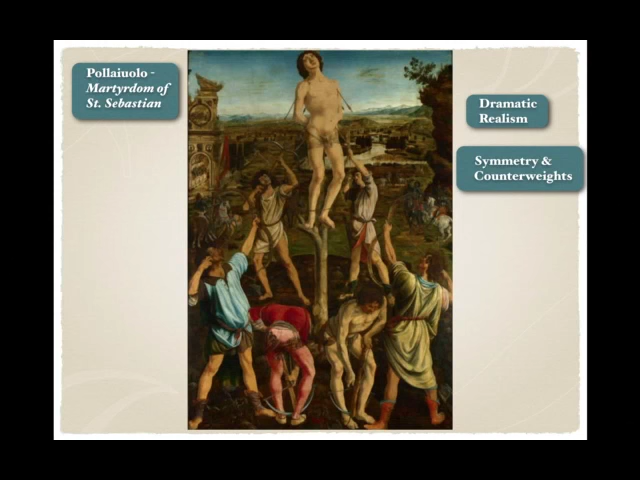 Pollaiuolo -
Martyrdom of
St. Sebastian
Dramatic
Realism
Symmetry &
Counterweights